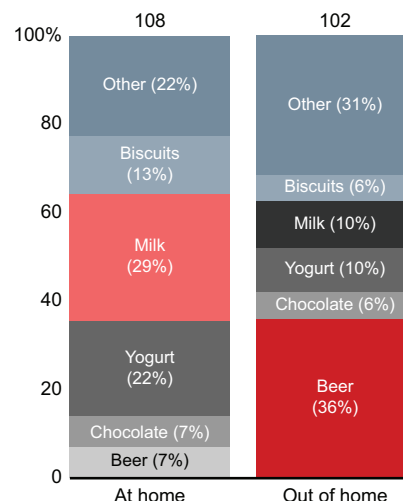 108
102
100%
80
60
40
20
0
Other (22%)
Biscuits
(13%)
Milk
(29%)
Yogurt
(22%)
Chocolate (7%)
Beer (7%)
Other (31%)
Biscuits (6%)
Milk (10%)
Yogurt (10%)
Chocolate (6%)
Beer
(36%)
At home
Out of home